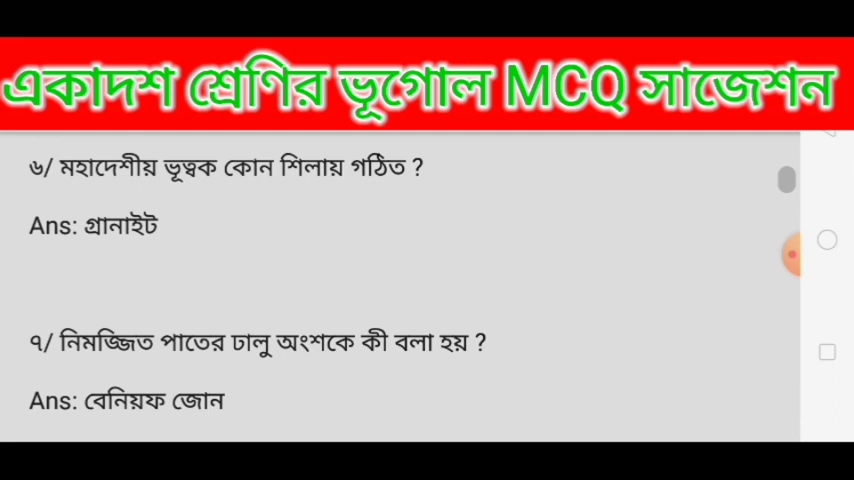 একাদশ শ্রেণির ভূগোল MCQ সাজেশন
৬/ মহাদেশীয় ভূত্বক কোন শিলায় গঠিত ?
Ans: গ্রানাইট
৭/ নিমজ্জিত পাতের ঢালু অংশকে কী বলা হয় ?
Ans: বেনিয়ফ জোন